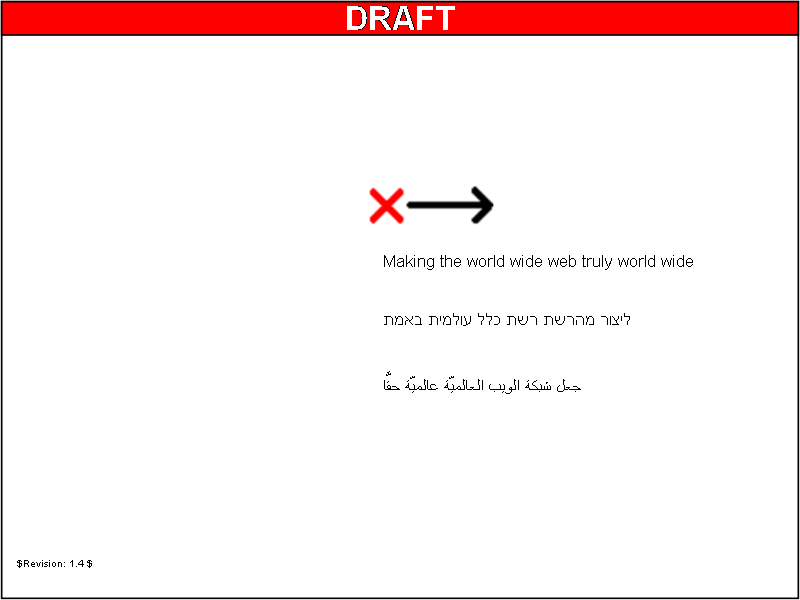 DRAFT
Making the world wide web truly world wide
ליצור מהרשת רשת כלל עולמית באמת
جعل شبكة الويب العالميّة عالميّة حقًّا
$Revision: 1.4 $